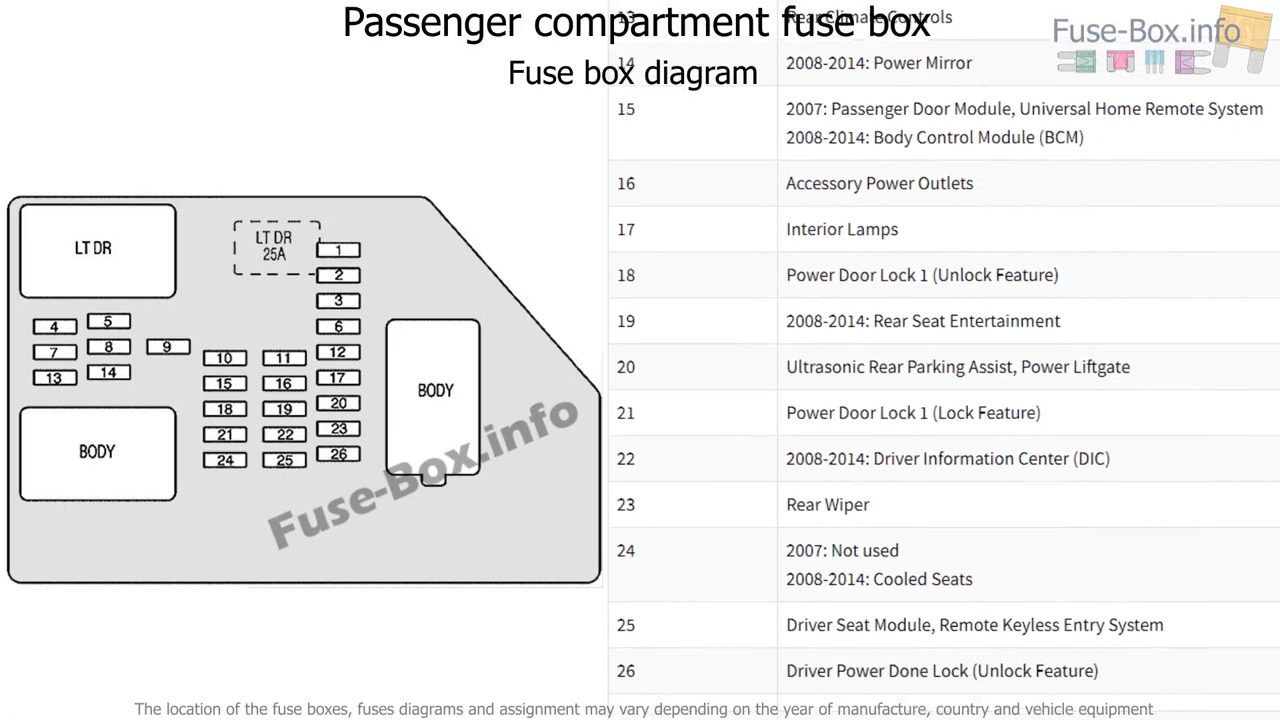 Passenger compartment fuse box
Fuse box diagram
Fuse-Box.info
LT DR
LT DR
25A
1
2
3
4
5
6
7
8
9
10
11
12
13
14
15
16
17
18
19
20
21
22
23
24
25
26
BODY
BODY
Fuse-Box.info
13 Rear Climate Controls
14 2008-2014: Power Mirror
15 2007: Passenger Door Module, Universal Home Remote System
2008-2014: Body Control Module (BCM)
16 Accessory Power Outlets
17 Interior Lamps
18 Power Door Lock 1 (Unlock Feature)
19 2008-2014: Rear Seat Entertainment
20 Ultrasonic Rear Parking Assist, Power Liftgate
21 Power Door Lock 1 (Lock Feature)
22 2008-2014: Driver Information Center (DIC)
23 Rear Wiper
24 2007: Not used
2008-2014: Cooled Seats
25 Driver Seat Module, Remote Keyless Entry System
26 Driver Power Done Lock (Unlock Feature)
The location of the fuse boxes, fuses diagrams and assignment may vary depending on the year of manufacture, country and vehicle equipment